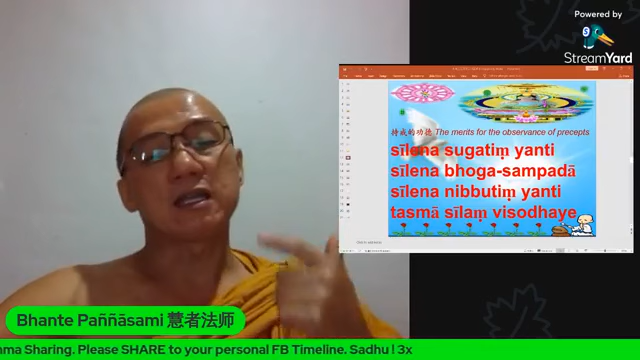 Powered by
StreamYard
持戒的功德 The merits for the observance of precepts
sīlena sugatiṃ yanti
sīlena bhoga-sampadā
sīlena nibbutiṃ yanti
tasmā sīlaṃ visodhaye
Bhante Paññāsami 慧者法师
Sharing. Please SHARE to your personal FB Timeline. Sadhu ! 3x